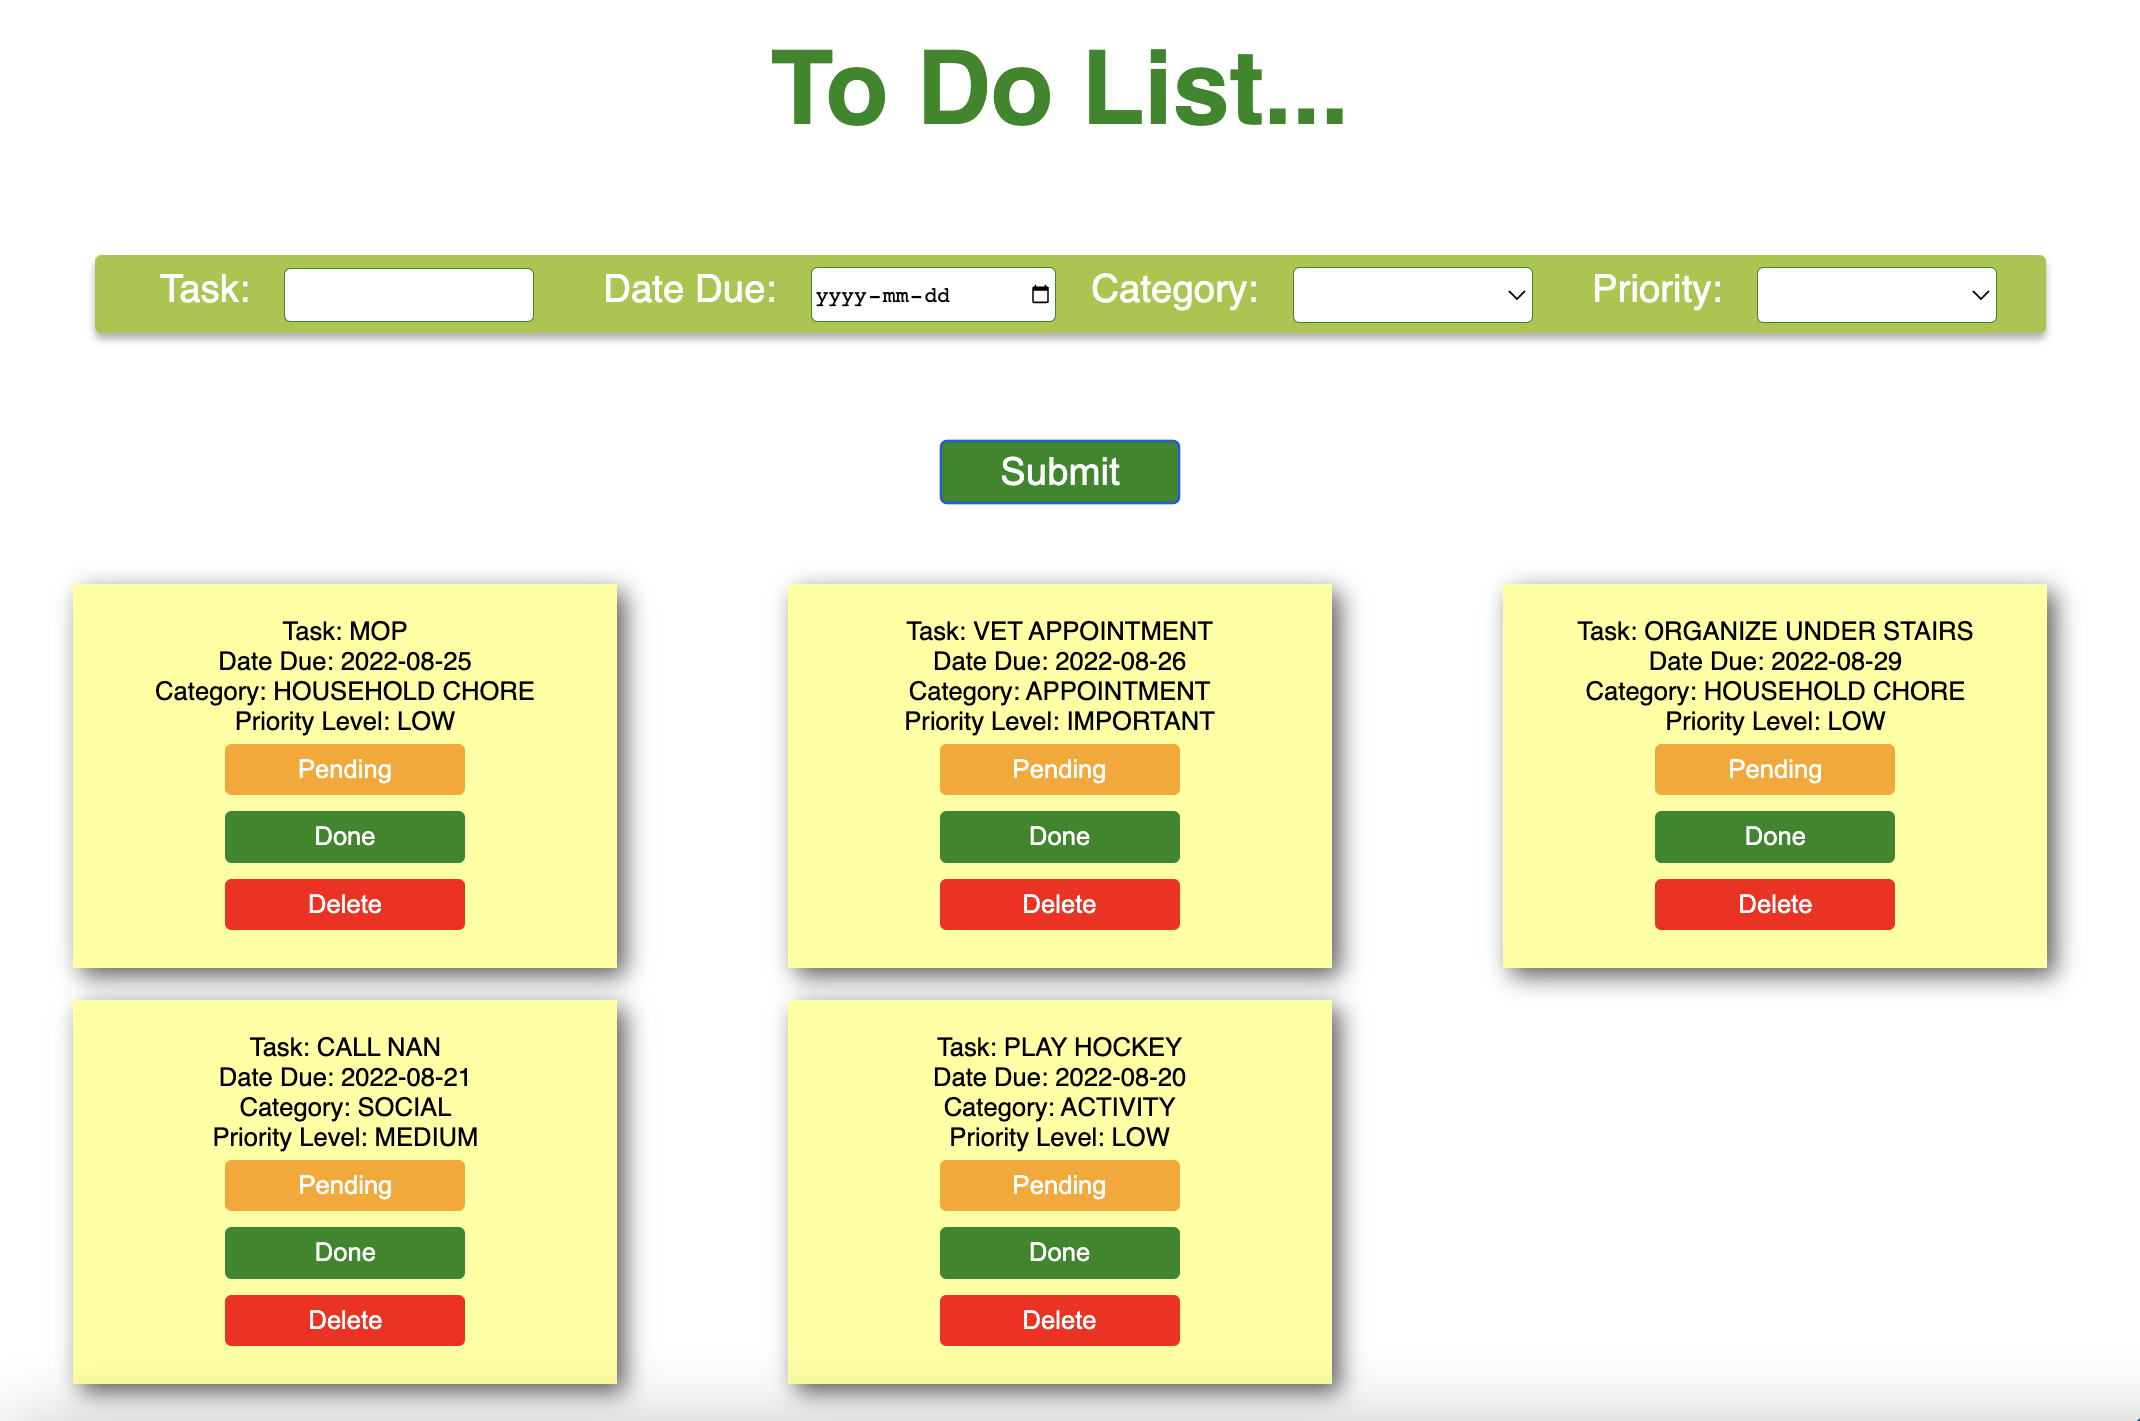 To Do List...
Task:
Date Due: yyyy-mm-dd
Category:
Priority:
Submit
Task: MOP
Date Due: 2022-08-25
Category: HOUSEHOLD CHORE
Priority Level: LOW
Pending
Done
Delete
Task: VET APPOINTMENT
Date Due: 2022-08-26
Category: APPOINTMENT
Priority Level: IMPORTANT
Pending
Done
Delete
Task: ORGANIZE UNDER STAIRS
Date Due: 2022-08-29
Category: HOUSEHOLD CHORE
Priority Level: LOW
Pending
Done
Delete
Task: CALL NAN
Date Due: 2022-08-21
Category: SOCIAL
Priority Level: MEDIUM
Pending
Done
Delete
Task: PLAY HOCKEY
Date Due: 2022-08-20
Category: ACTIVITY
Priority Level: LOW
Pending
Done
Delete